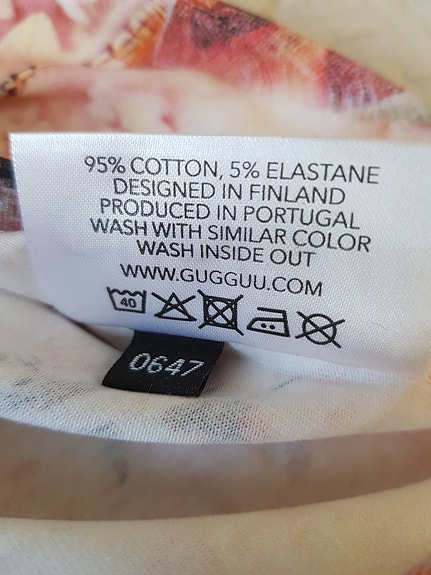 95% COTTON, 5% ELASTANE
DESIGNED IN FINLAND
PRODUCED IN PORTUGAL
WASH WITH SIMILAR COLOR
WASH INSIDE OUT
WWW.GUGGUU.COM
40
0647